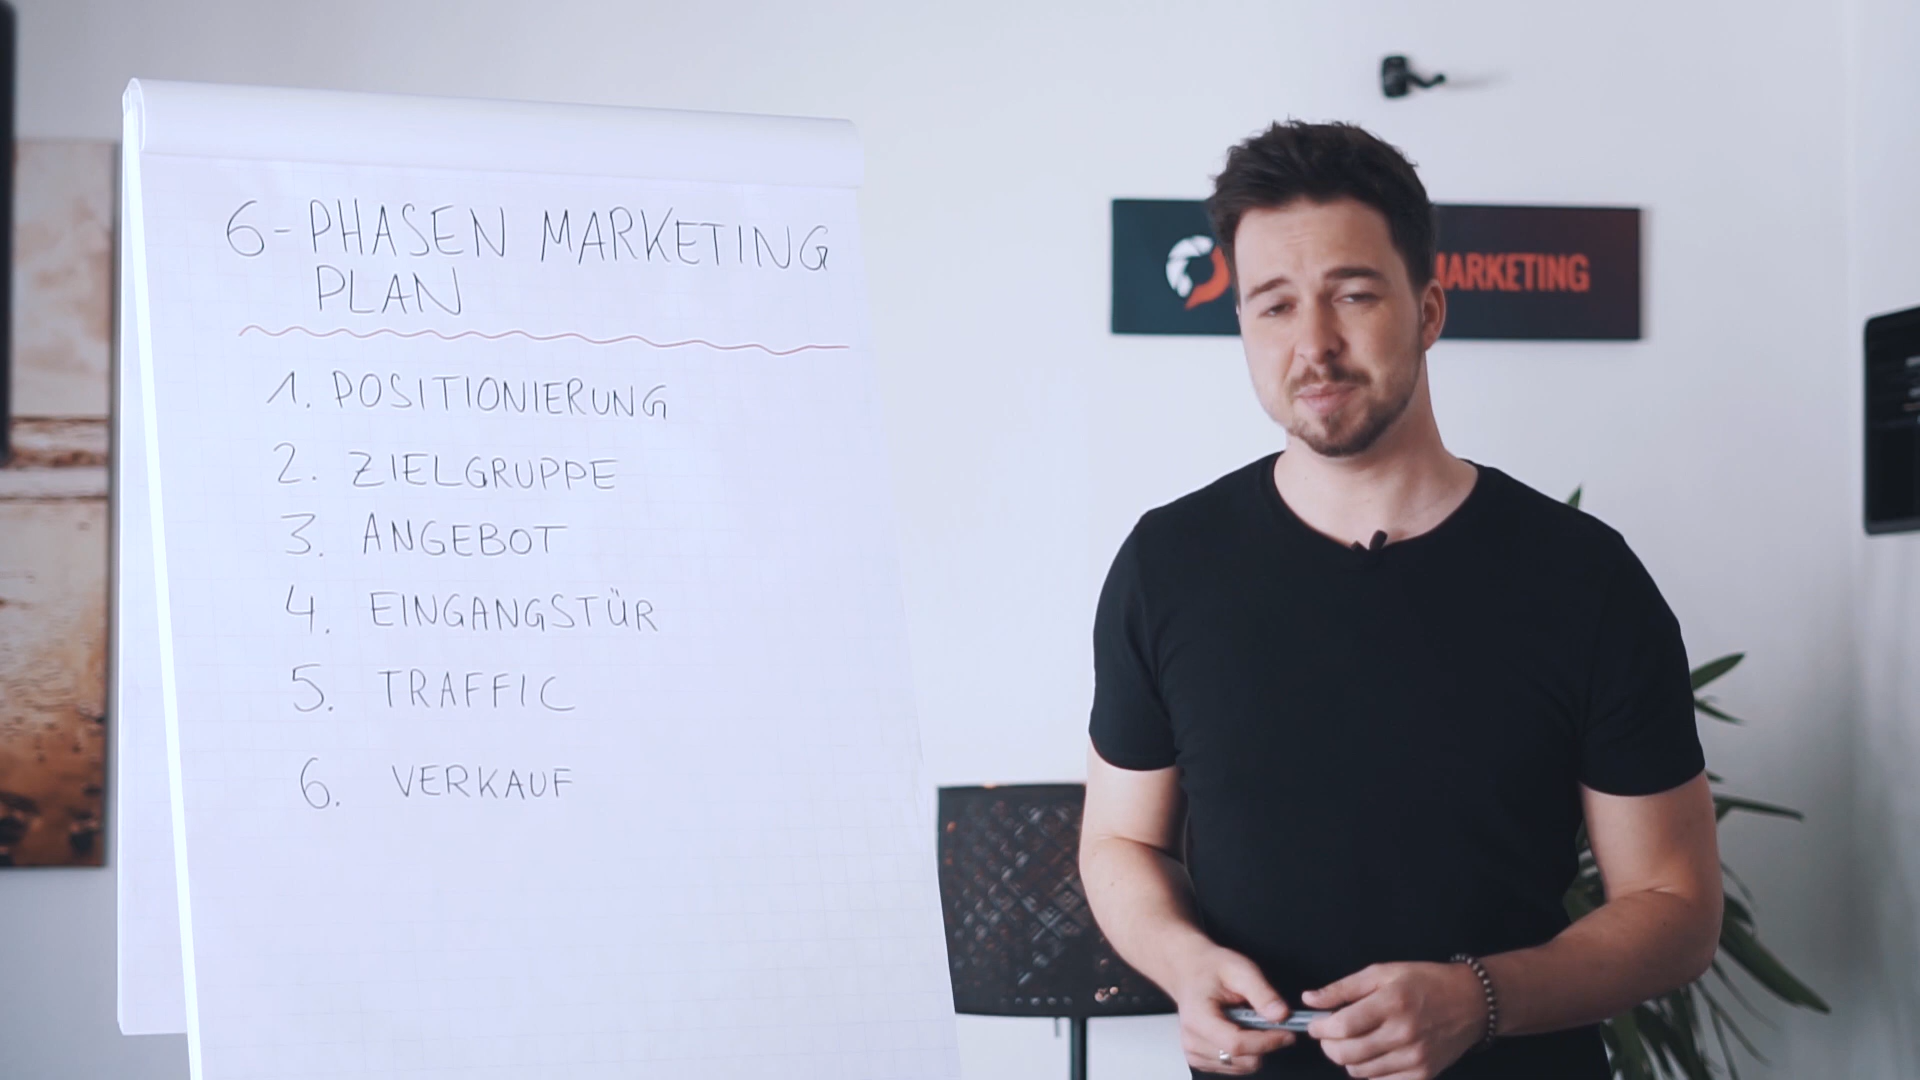 6-PHASEN MARKETING
PLAN
1. POSITIONIERUNG
2. ZIELGRUPPE
3. ANGEBOT
4. EINGANGSTÜR
5. TRAFFIC
6. VERKAUF
MARKETING